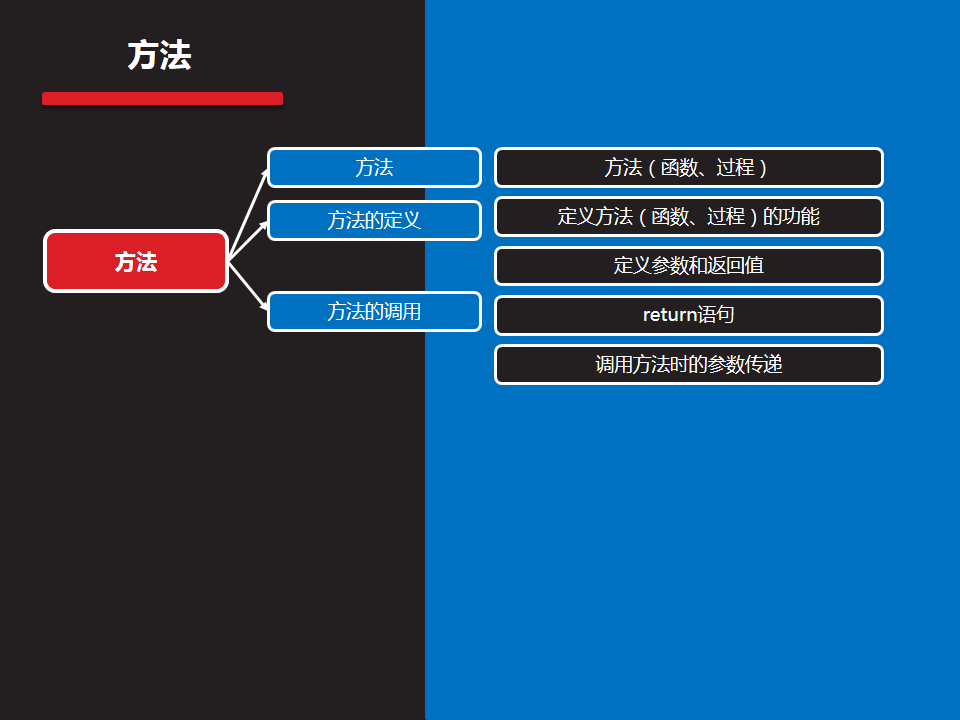 方法
方法
方法
方法的定义
方法的调用
方法（函数、过程）
定义方法（函数、过程）的功能
定义参数和返回值
return语句
调用方法时的参数传递